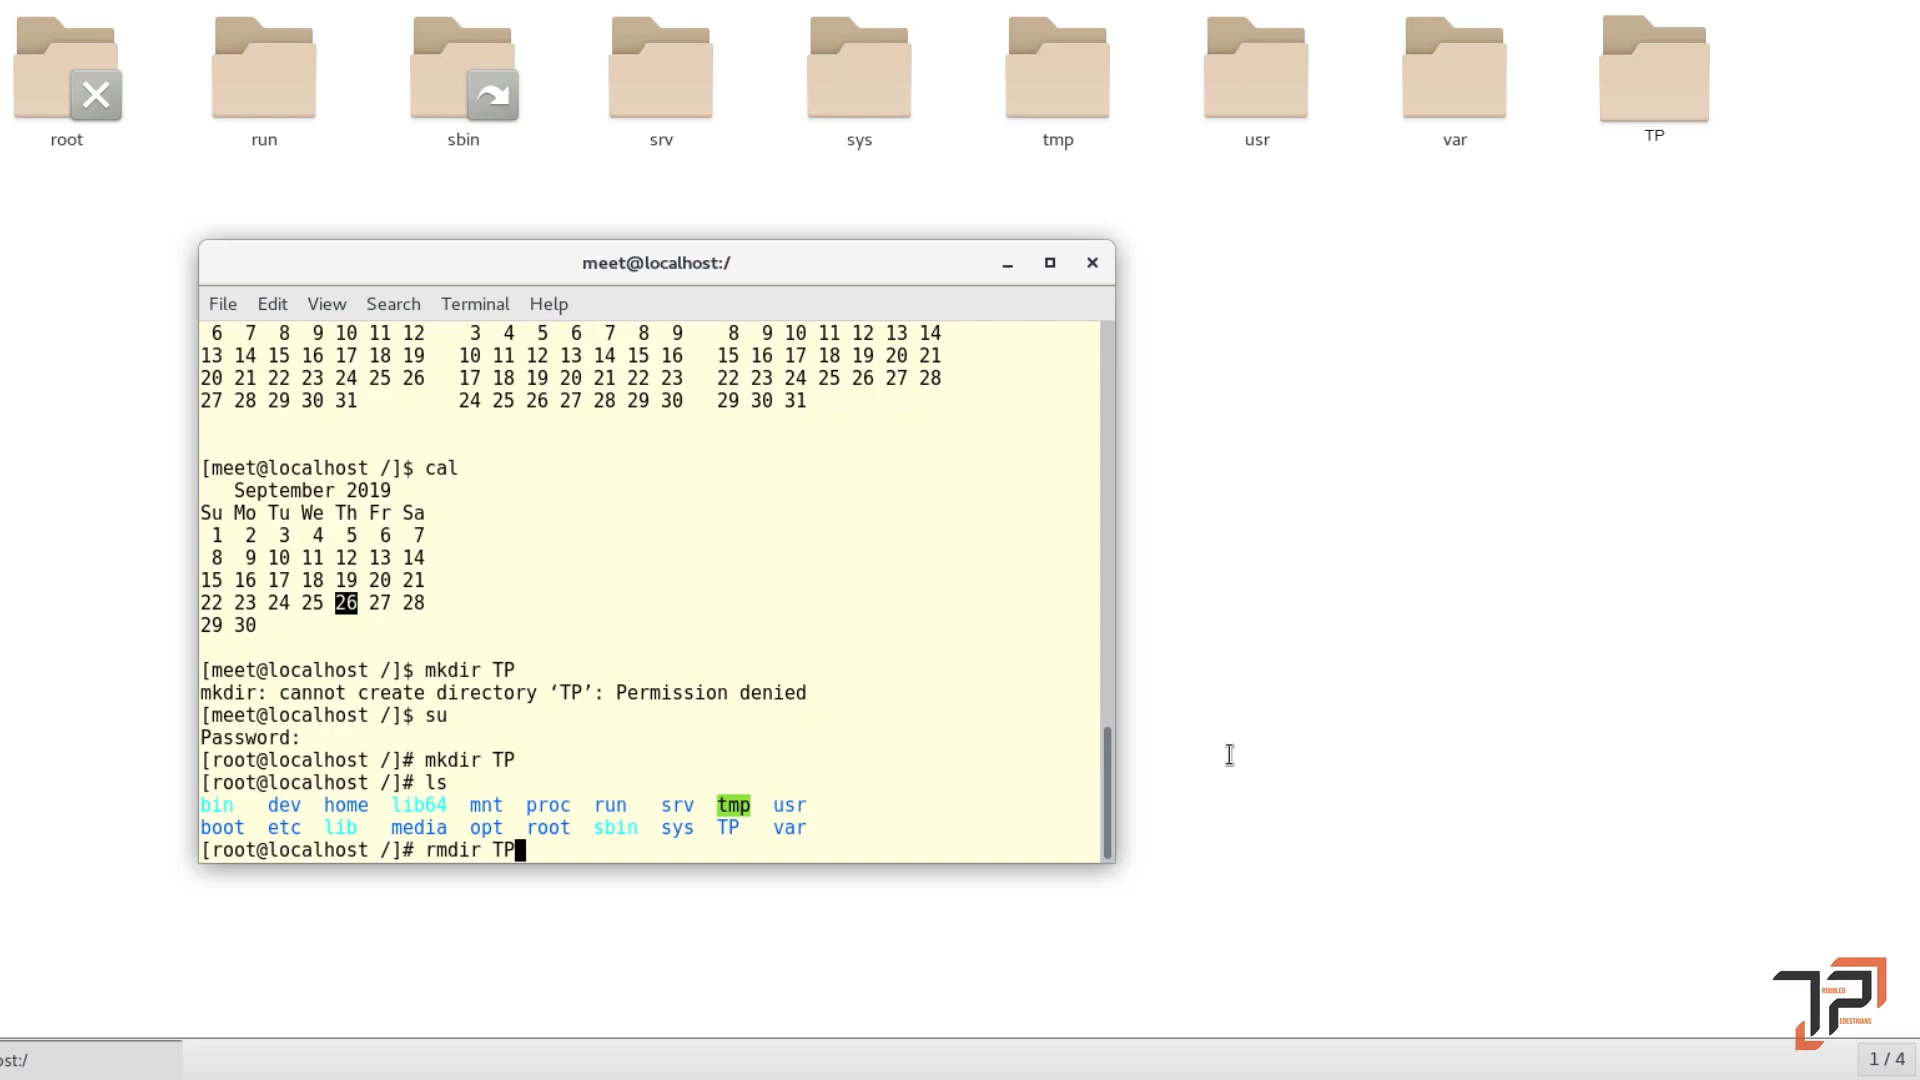 root
run
sbin
srv
sys
tmp
usr
var
TP
meet@localhost:/
File Edit View Search Terminal Help
 6  7  8  9 10 11 12    3  4  5  6  7  8  9    8  9 10 11 12 13 14
13 14 15 16 17 18 19   10 11 12 13 14 15 16   15 16 17 18 19 20 21
20 21 22 23 24 25 26   17 18 19 20 21 22 23   22 23 24 25 26 27 28
27 28 29 30 31         24 25 26 27 28 29 30   29 30 31
[meet@localhost /]$ cal
   September 2019
Su Mo Tu We Th Fr Sa
 1  2  3  4  5  6  7
 8  9 10 11 12 13 14
15 16 17 18 19 20 21
22 23 24 25 26 27 28
29 30
[meet@localhost /]$ mkdir TP
mkdir: cannot create directory ‘TP’: Permission denied
[meet@localhost /]$ su
Password:
[root@localhost /]# mkdir TP
[root@localhost /]# ls
bin   dev  home  lib64  mnt  proc  run   srv  tmp  usr
boot  etc  lib   media  opt  root  sbin  sys  TP   var
[root@localhost /]# rmdir TP
TP
ROUBLED
EDESTRIANS
ost:/
1 / 4